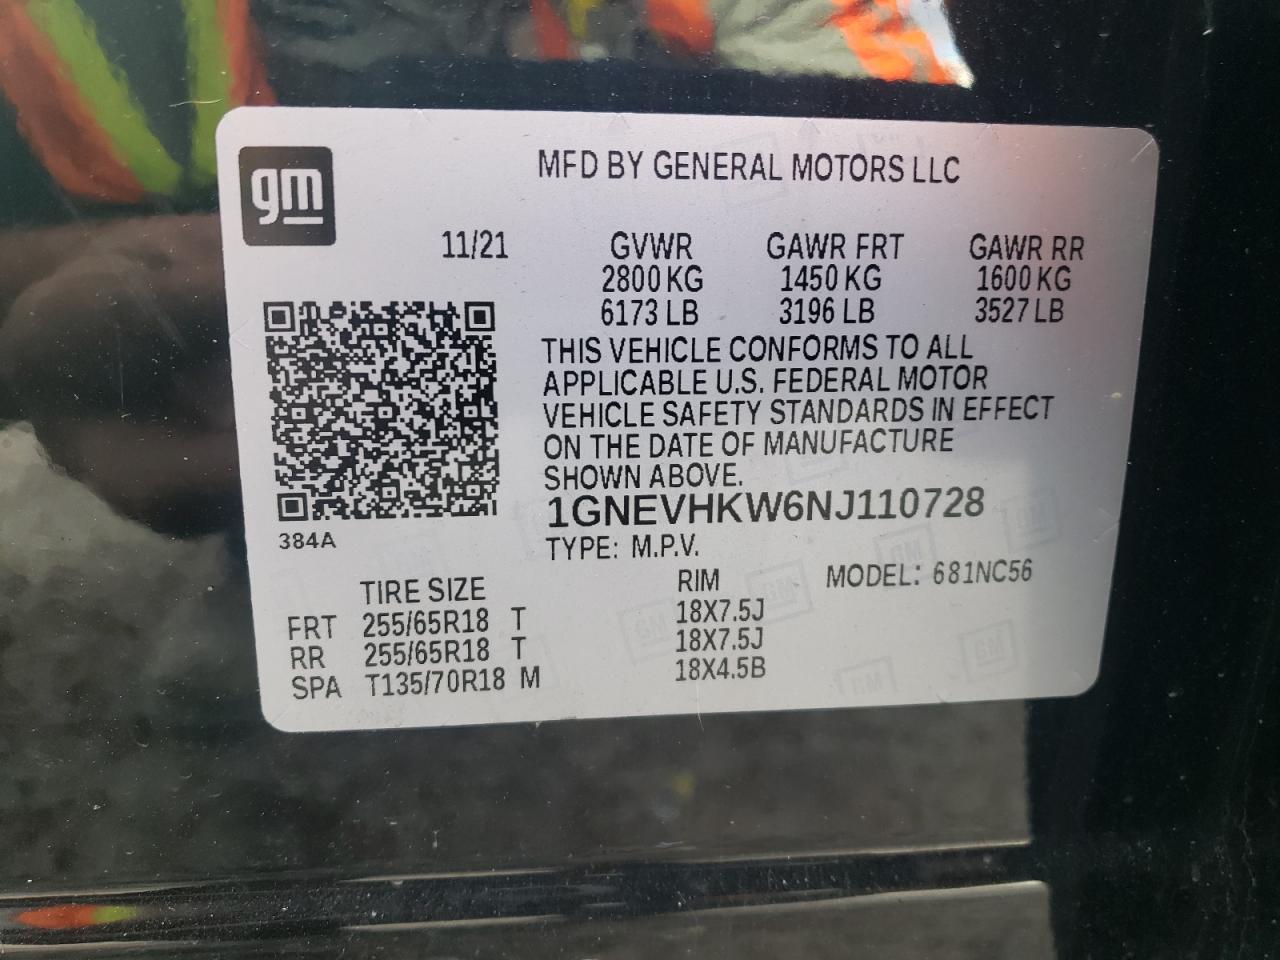 gm
MFD BY GENERAL MOTORS LLC
11/21 GVWR GAWR FRT GAWR RR
2800 KG 1450 KG 1600 KG
6173 LB 3196 LB 3527 LB
THIS VEHICLE CONFORMS TO ALL
APPLICABLE U.S. FEDERAL MOTOR
VEHICLE SAFETY STANDARDS IN EFFECT
ON THE DATE OF MANUFACTURE
SHOWN ABOVE.
1GNEVHKW6NJ110728
384A
TYPE: M.P.V.
TIRE SIZE RIM MODEL: 681NC56
FRT 255/65R18 T 18X7.5J
RR 255/65R18 T 18X7.5J
SPA T135/70R18 M 18X4.5B